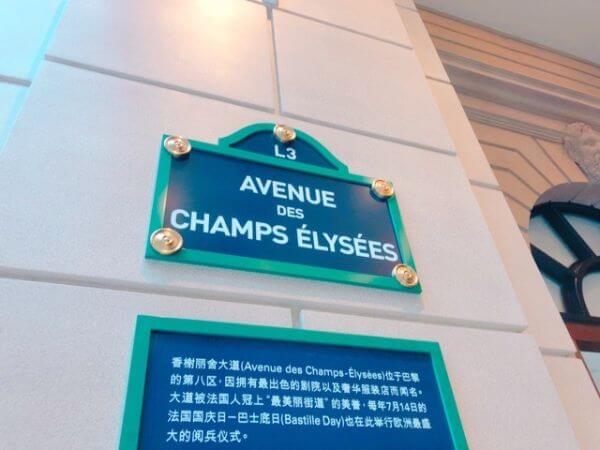 L3
AVENUE
DES
CHAMPS ÉLYSÉES
香榭丽舍大道(Avenue des Champs-Élysées)位于巴黎
的第八区,因拥有最出色的剧院以及奢华服装店而闻名。
大道被法国人冠上“最美丽街道”的美誉,每年7月14日的
法国国庆日－巴士底日(Bastille Day)也在此举行欧洲最盛
大的阅兵仪式。